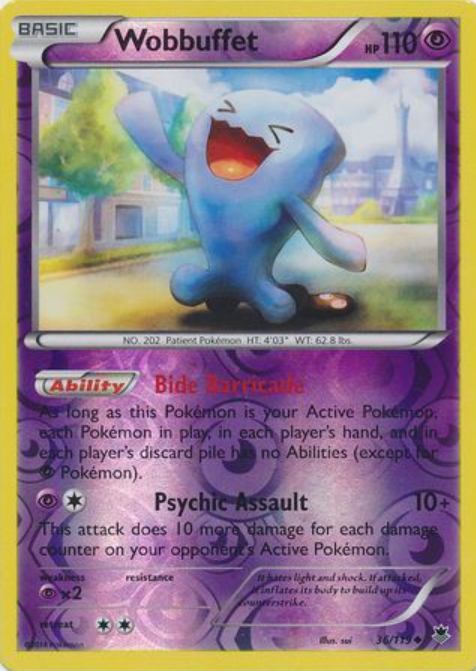 BASIC
Wobbuffet
HP110
NO. 202 Patient Pokémon HT: 4'03" WT: 62.8 lbs.
Ability Bide Barricade
As long as this Pokémon is your Active Pokémon,
each Pokémon in play, in each player's hand, and in
each player's discard pile has no Abilities (except for
Pokémon).
Psychic Assault 10+
This attack does 10 more damage for each damage
counter on your opponent's Active Pokémon.
weakness resistance
×2
It hates light and shock. If attacked,
it inflates its body to build up its
counterstrike.
retreat
©2014 Pokémon
Illus. sui 36/119